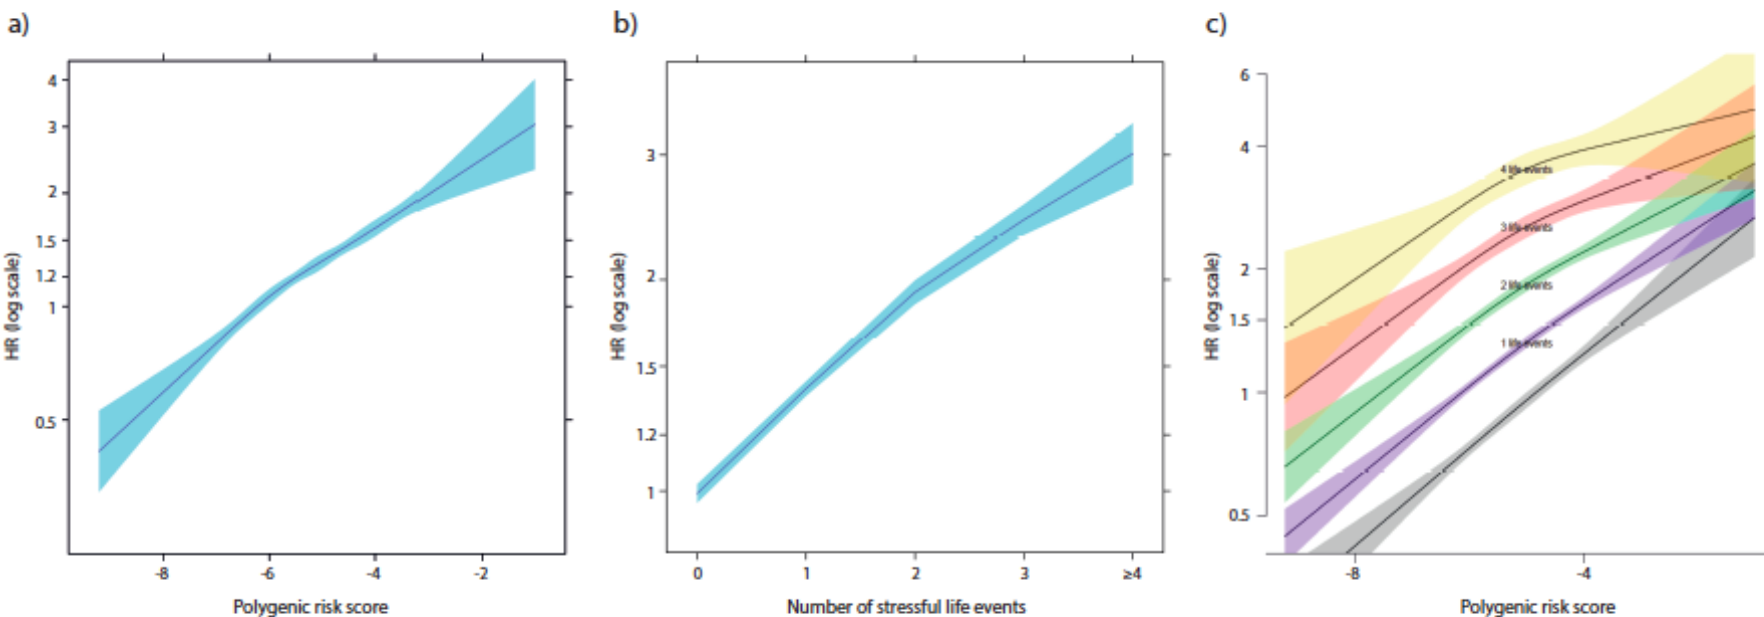 a)
4
3
2
1.5
1.2
1
0.5
HR (log scale)
-8
-6
-4
-2
Polygenic risk score
b)
3
2
1.5
1.2
1
HR (log scale)
0
1
2
3
≥4
Number of stressful life events
c)
6
4
2
1.5
1
0.5
HR (log scale)
4 life events
3 life events
2 life events
1 life events
-8
-4
Polygenic risk score